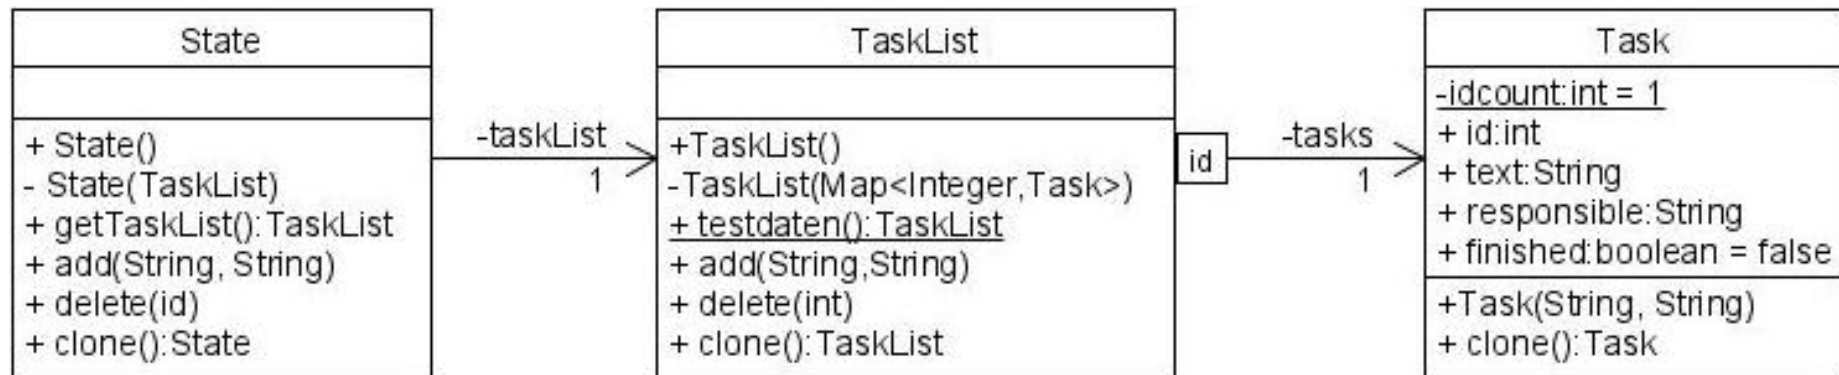 State
+ State()
- State(TaskList)
+ getTaskList():TaskList
+ add(String, String)
+ delete(id)
+ clone():State
-taskList
1
TaskList
+TaskList()
-TaskList(Map<Integer,Task>)
+ testdaten():TaskList
+ add(String,String)
+ delete(int)
+ clone():TaskList
id
-tasks
1
Task
-idcount:int = 1
+ id:int
+ text:String
+ responsible:String
+ finished:boolean = false
+Task(String, String)
+ clone():Task